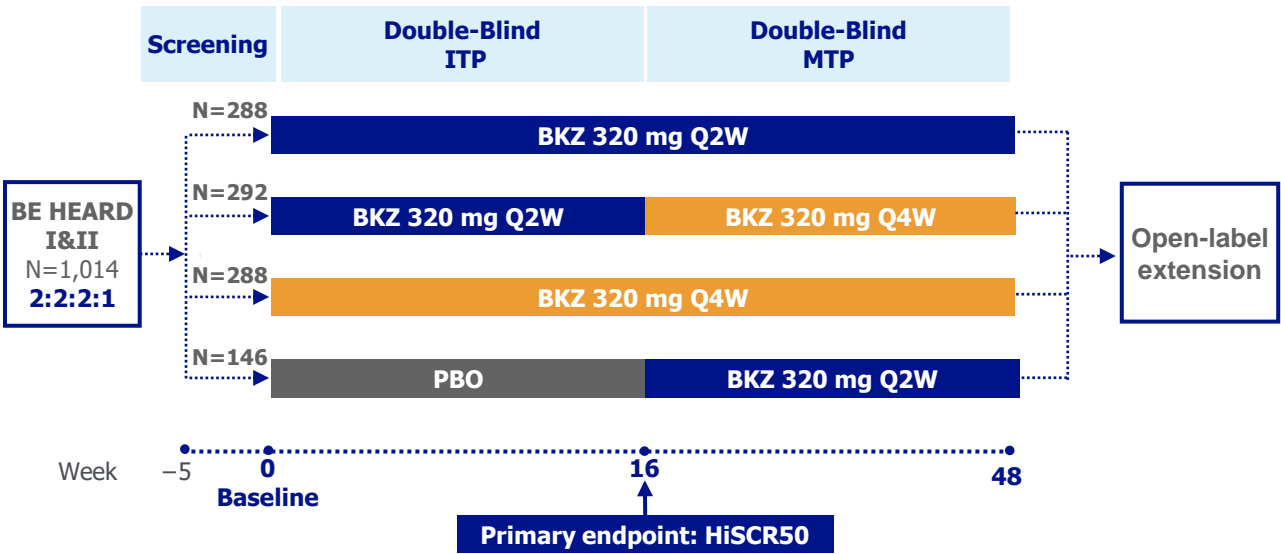 Screening
Double-Blind
ITP
Double-Blind
MTP
N=288
BKZ 320 mg Q2W
N=292
BKZ 320 mg Q2W
BKZ 320 mg Q4W
BE HEARD
I&II
N=1,014
2:2:2:1
Open-label
extension
N=288
BKZ 320 mg Q4W
N=146
PBO
BKZ 320 mg Q2W
Week
−5
0
16
48
Baseline
Primary endpoint: HiSCR50